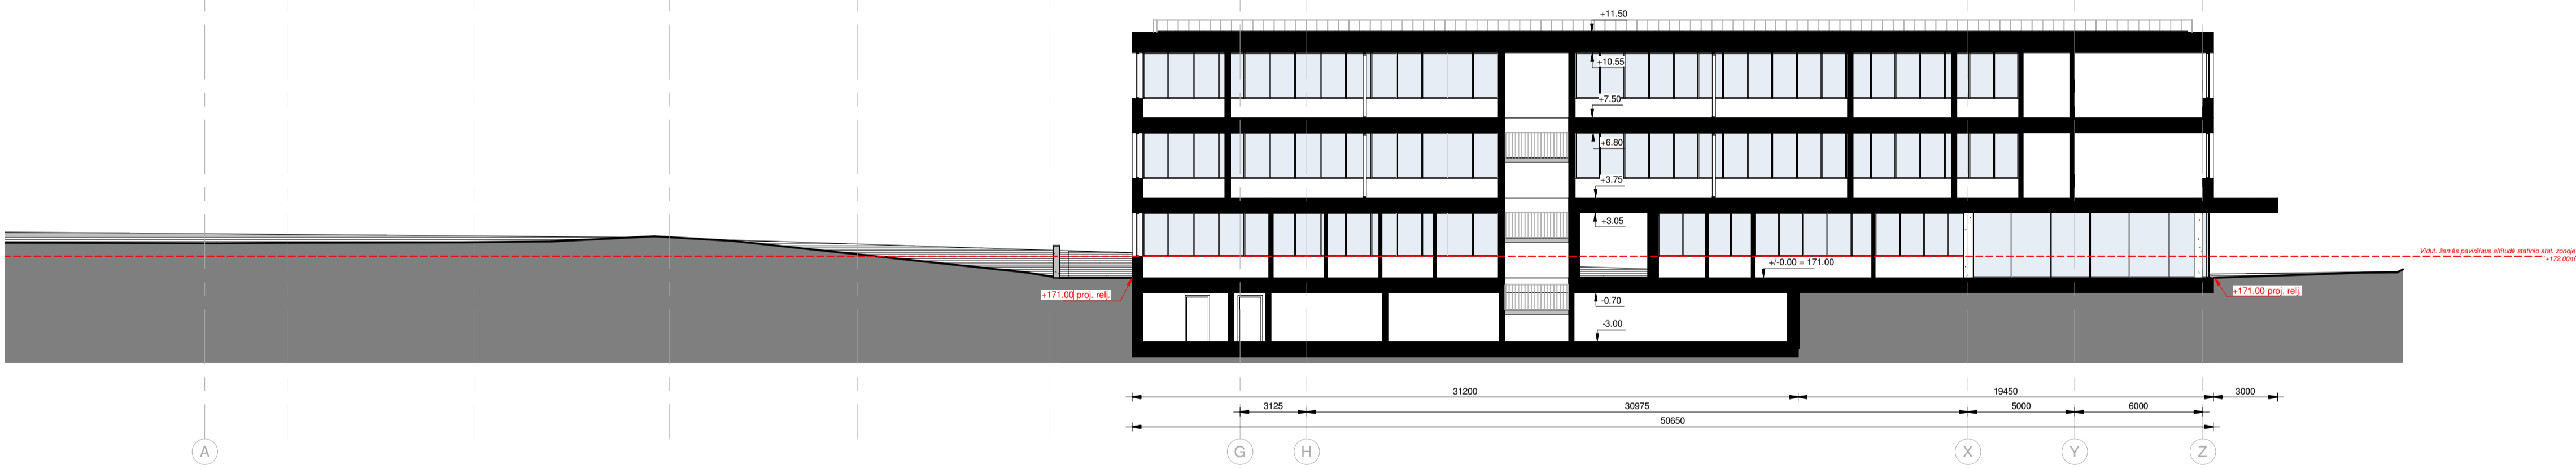 +11.50
+10.55
+7.50
+6.80
+3.75
+3.05
Vidut. žemės paviršiaus altitudė statinio stat. zonoje
+172.00m
+/-0.00 = 171.00
+171.00 proj. relj.
+171.00 proj. relj.
-0.70
-3.00
31200
19450
3000
3125
30975
5000
6000
50650
A
G
H
X
Y
Z